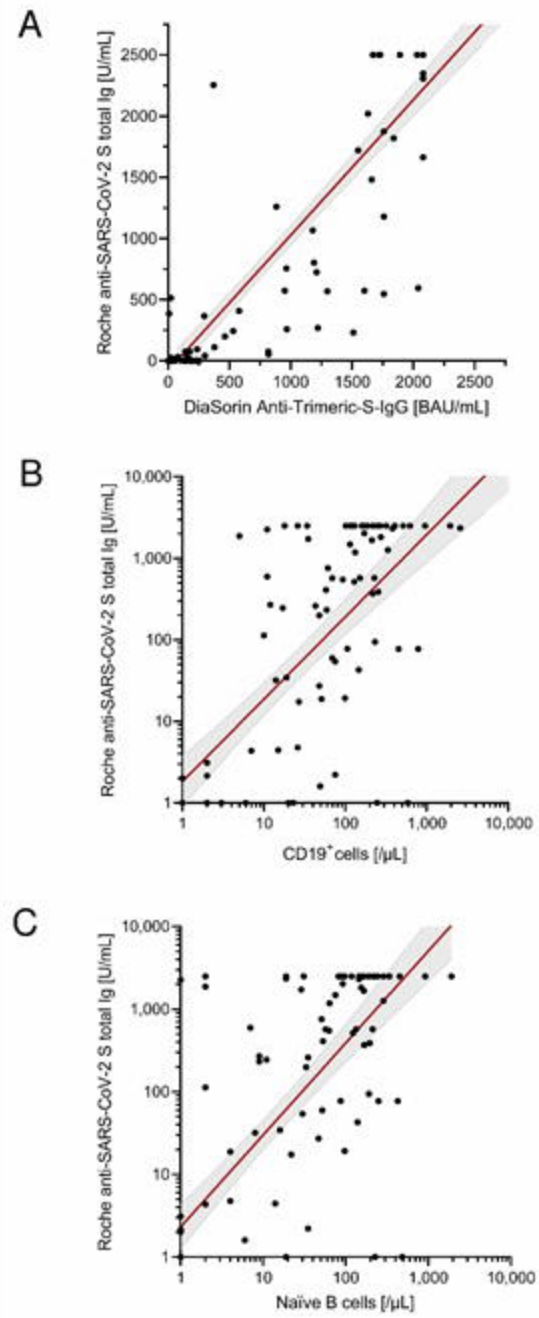 A
Roche anti-SARS-CoV-2 S total Ig [U/mL]
2500
2000
1500
1000
500
0
0 500 1000 1500 2000 2500
DiaSorin Anti-Trimeric-S-IgG [BAU/mL]
B
Roche anti-SARS-CoV-2 S total Ig [U/mL]
10,000
1,000
100
10
1
1 10 100 1,000 10,000
CD19+cells [/µL]
C
Roche anti-SARS-CoV-2 S total Ig [U/mL]
10,000
1,000
100
10
1
1 10 100 1,000 10,000
Naïve B cells [/µL]